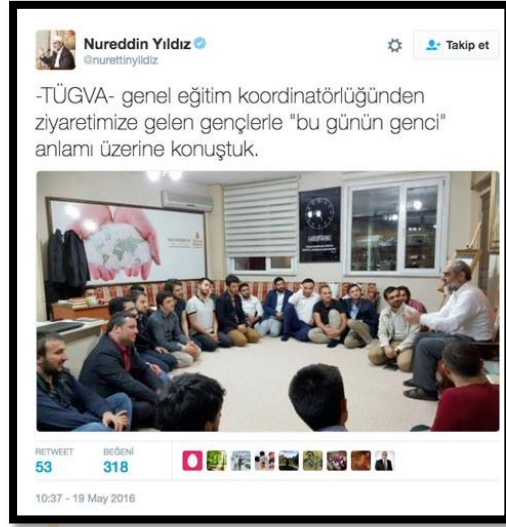 Nureddin Yıldız
@nurettinyildiz
Takip et
-TÜGVA- genel eğitim koordinatörlüğünden
ziyaretimize gelen gençlerle "bu günün genci"
anlamı üzerine konuştuk.
RETWEET
53
BEĞENİ
318
10:37 - 19 May 2016